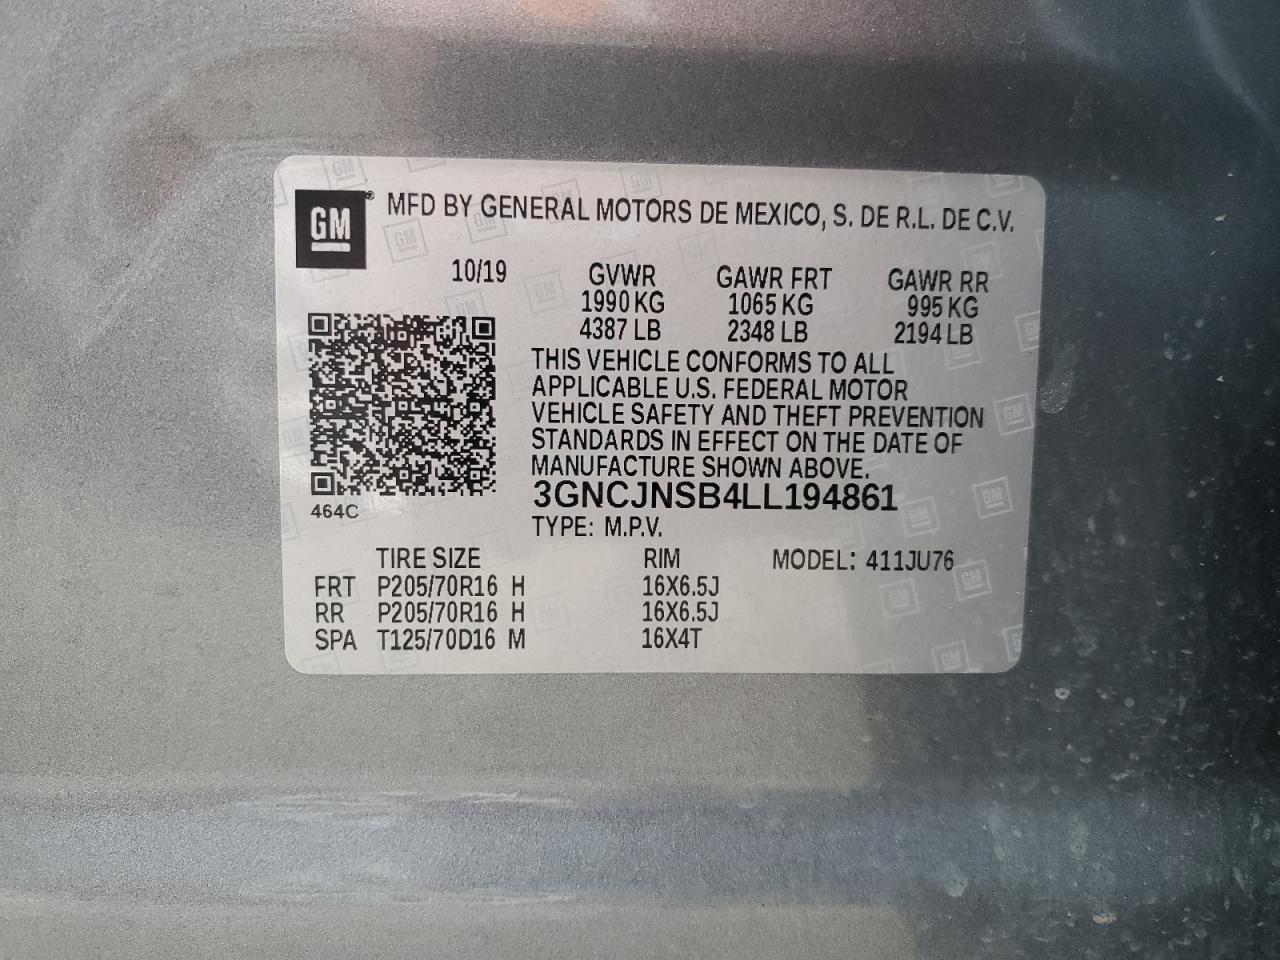 GM® MFD BY GENERAL MOTORS DE MEXICO, S. DE R.L. DE C.V.
10/19 GVWR GAWR FRT GAWR RR
1990 KG 1065 KG 995 KG
4387 LB 2348 LB 2194 LB
THIS VEHICLE CONFORMS TO ALL
APPLICABLE U.S. FEDERAL MOTOR
VEHICLE SAFETY AND THEFT PREVENTION
STANDARDS IN EFFECT ON THE DATE OF
MANUFACTURE SHOWN ABOVE.
3GNCJNSB4LL194861
464C
TYPE: M.P.V.
TIRE SIZE RIM MODEL: 411JU76
FRT P205/70R16 H 16X6.5J
RR P205/70R16 H 16X6.5J
SPA T125/70D16 M 16X4T